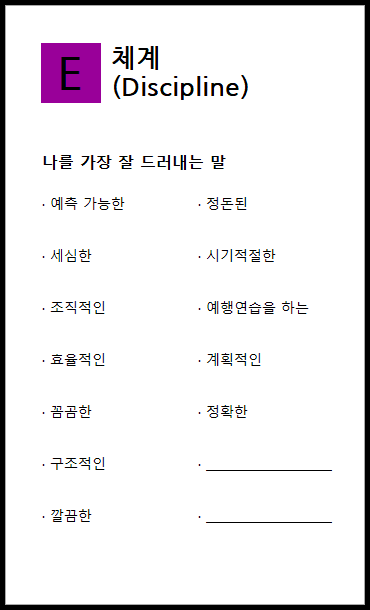 E
체계
(Discipline)
나를 가장 잘 드러내는 말
· 예측 가능한
· 정돈된
· 세심한
· 시기적절한
· 조직적인
· 예행연습을 하는
· 효율적인
· 계획적인
· 꼼꼼한
· 정확한
· 구조적인
· __________________
· 깔끔한
· __________________